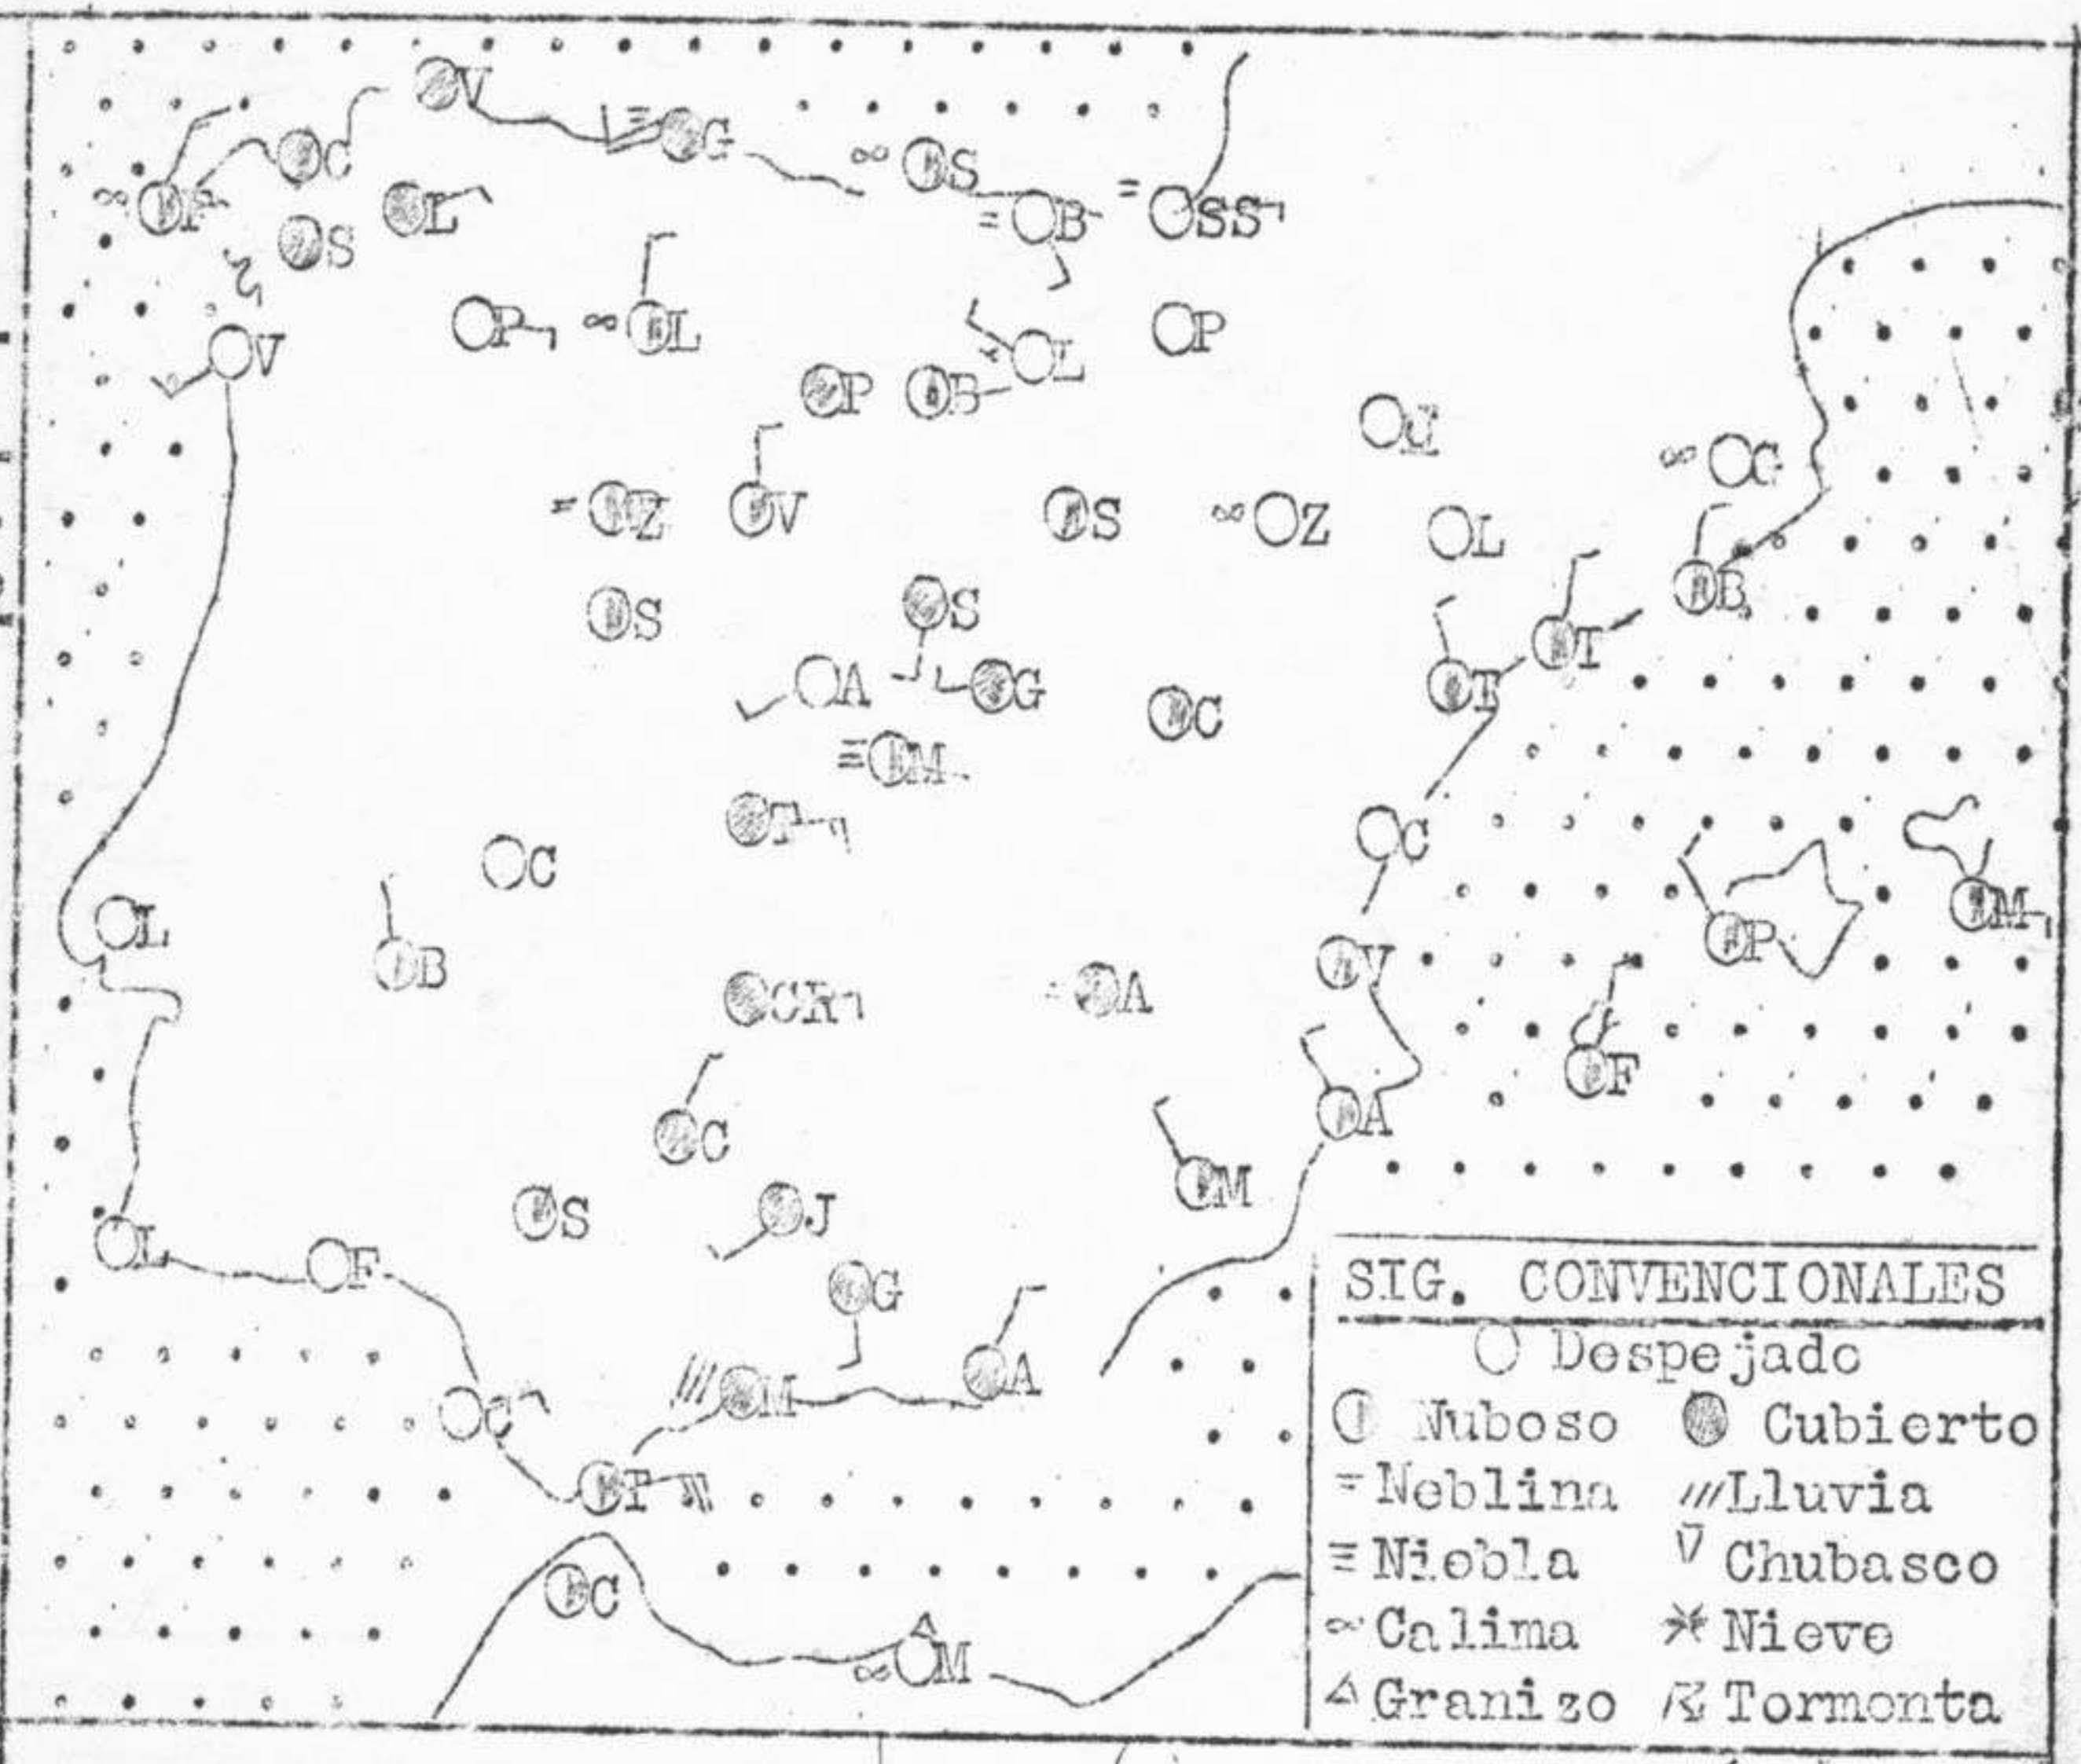 V
G
C
S
F
L
B
SS
S
P
L
P
V
L
P
B
H
G
Z
V
S
Z
L
S
S
B
T
A
G
C
T
M
T
C
C
L
B
P
M
V
CR
A
F
C
A
M
S
J
L
F
G
A
M
C
T
C
M
SIG. CONVENCIONALES
Despejado
Nuboso Cubierto
Neblina Lluvia
Niebla Chubasco
Calima Nieve
Granizo Tormenta